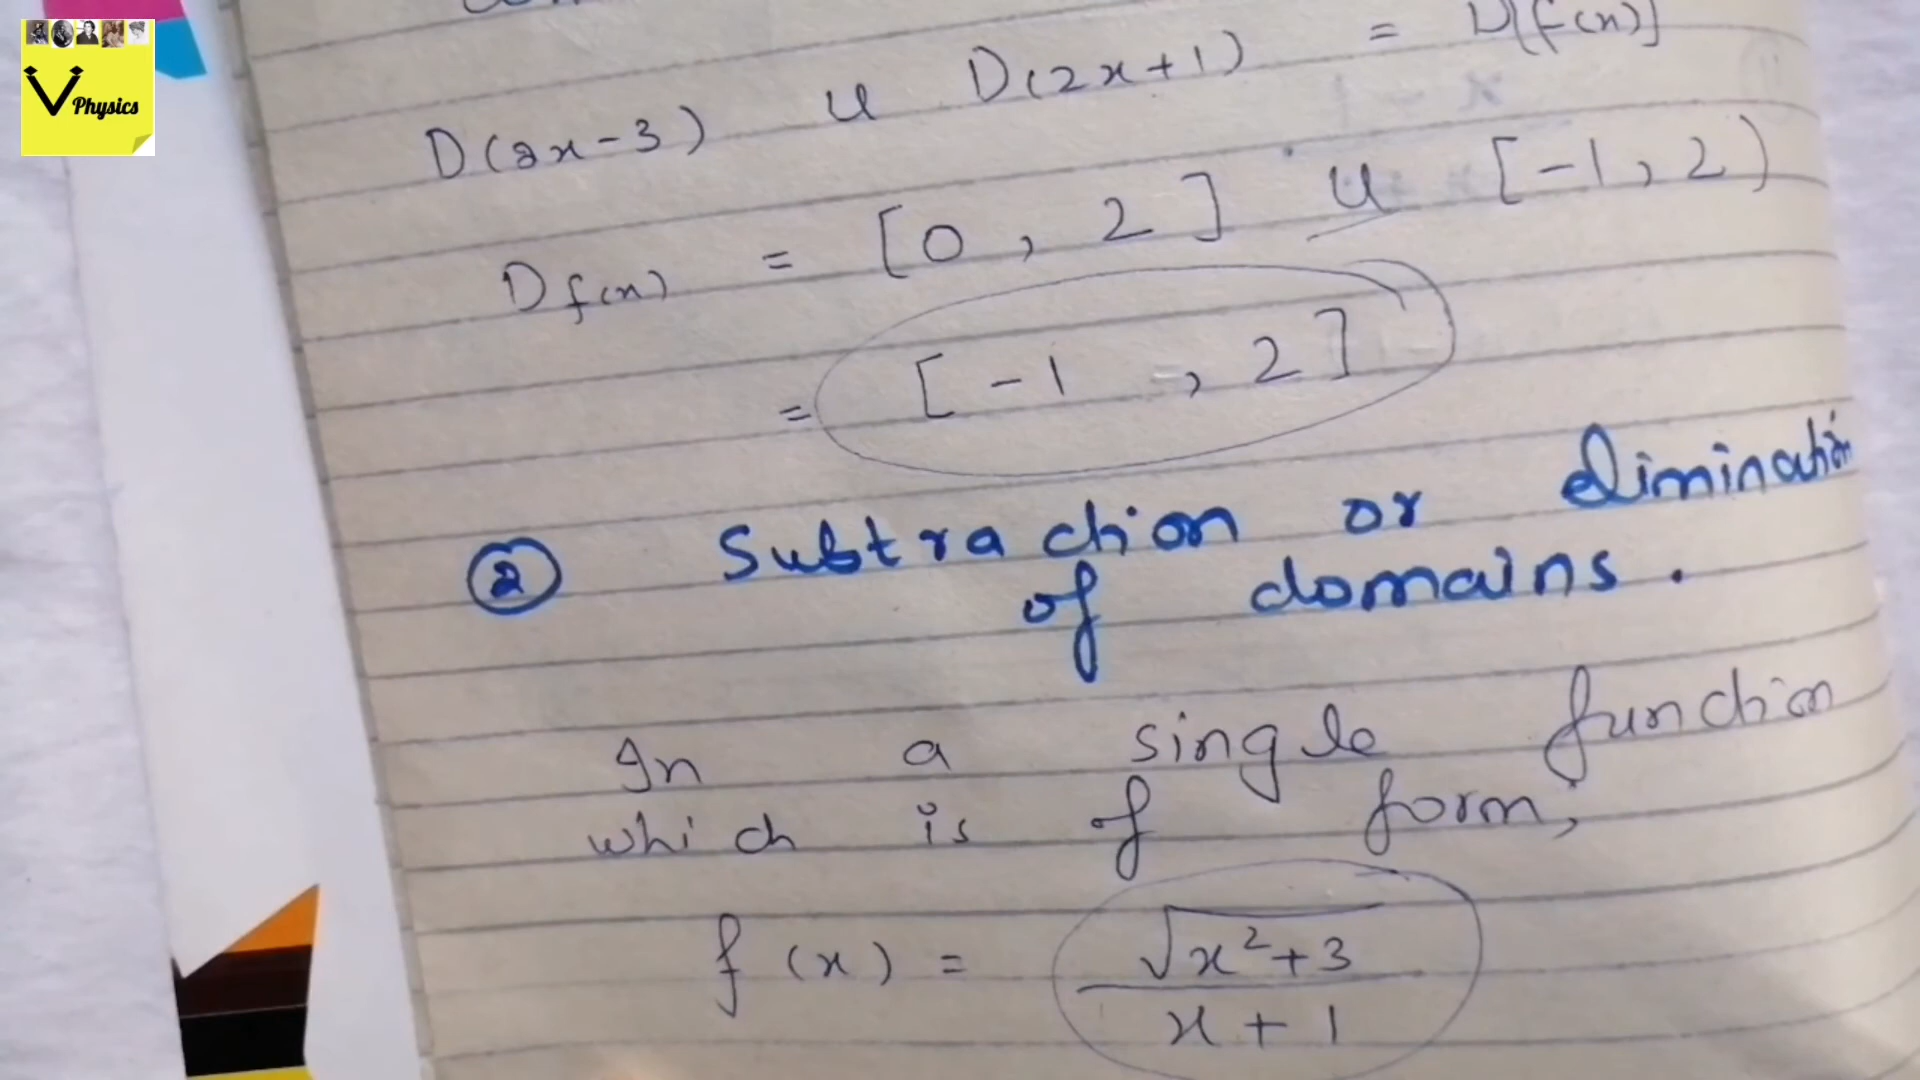 V Physics
D(2x-3) U D(2x+1) = D[f(x)]
D f(x) = [0, 2] U [-1, 2)
= [-1, 2]
② Subtraction or elimination
of domains.
In a single function
which is of form,
f(x) = √x²+3 / x+1